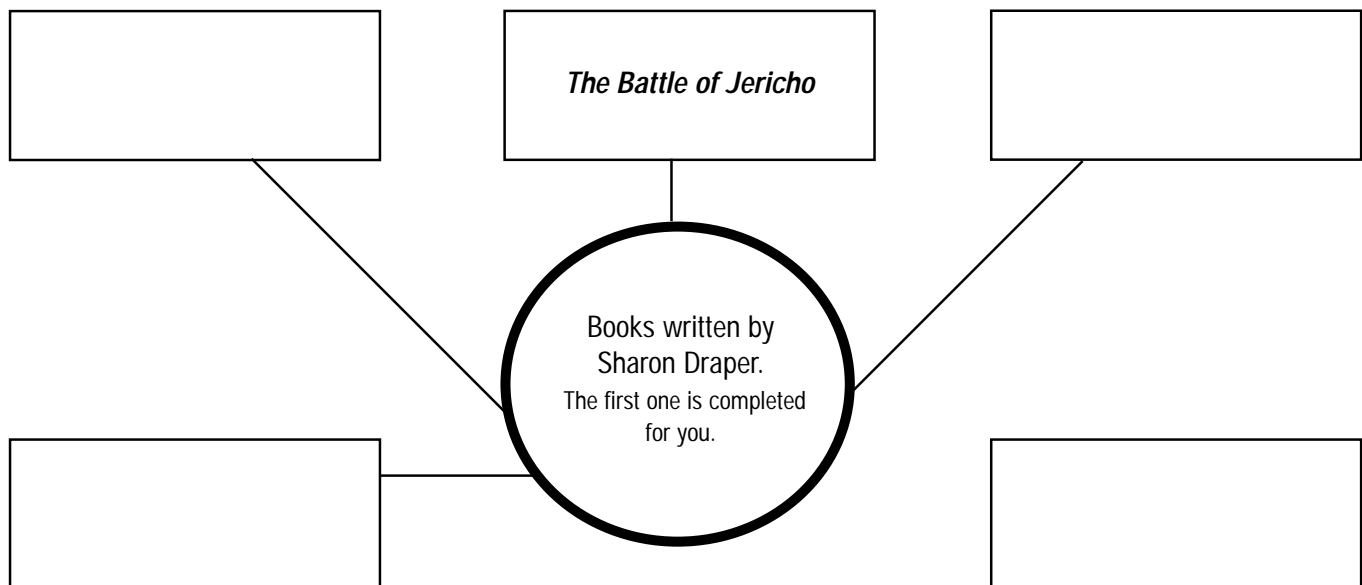 The Battle of Jericho
Books written by
Sharon Draper.
The first one is completed
for you.